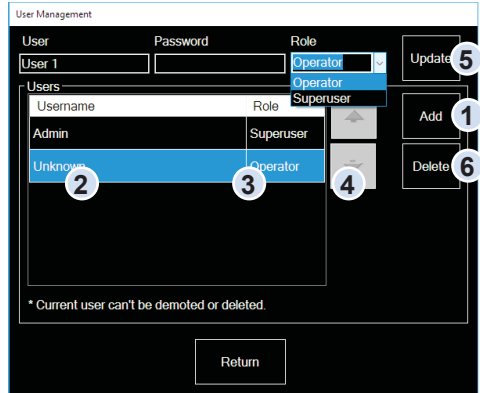 User Management
User Password Role
User 1 Operator Update 5
Operator
Superuser
Users
Username Role
Add 1
Admin Superuser
Unknown Operator Delete 6
2 3 4
* Current user can't be demoted or deleted.
Return